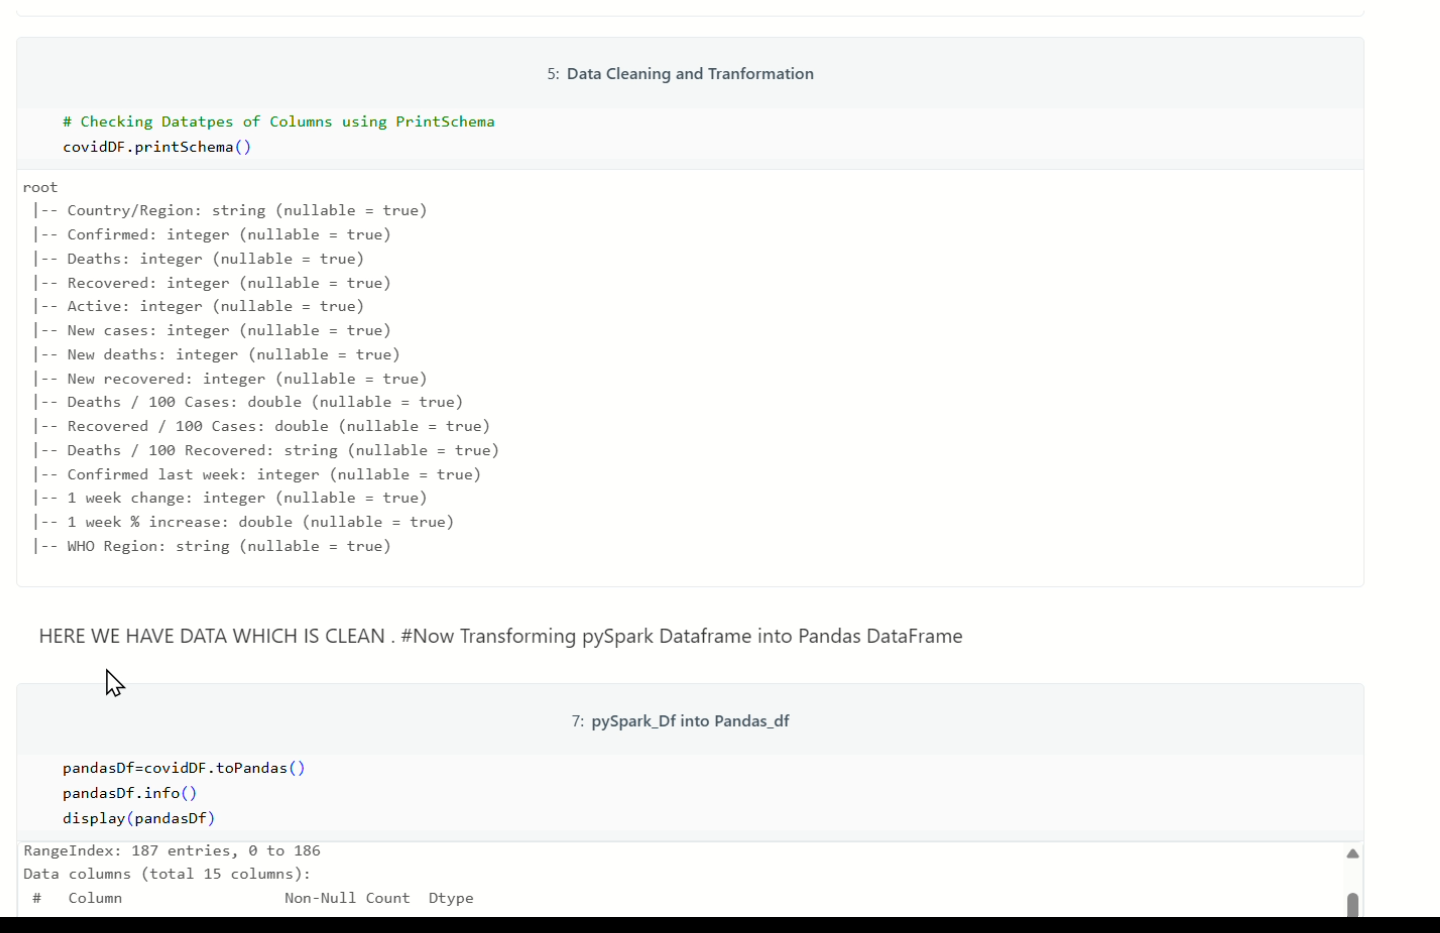 5: Data Cleaning and Tranformation
# Checking Datatpes of Columns using PrintSchema
covidDF.printSchema()
root
|-- Country/Region: string (nullable = true)
|-- Confirmed: integer (nullable = true)
|-- Deaths: integer (nullable = true)
|-- Recovered: integer (nullable = true)
|-- Active: integer (nullable = true)
|-- New cases: integer (nullable = true)
|-- New deaths: integer (nullable = true)
|-- New recovered: integer (nullable = true)
|-- Deaths / 100 Cases: double (nullable = true)
|-- Recovered / 100 Cases: double (nullable = true)
|-- Deaths / 100 Recovered: string (nullable = true)
|-- Confirmed last week: integer (nullable = true)
|-- 1 week change: integer (nullable = true)
|-- 1 week % increase: double (nullable = true)
|-- WHO Region: string (nullable = true)
HERE WE HAVE DATA WHICH IS CLEAN . #Now Transforming pySpark Dataframe into Pandas DataFrame
7: pySpark_Df into Pandas_df
pandasDf=covidDF.toPandas()
pandasDf.info()
display(pandasDf)
RangeIndex: 187 entries, 0 to 186
Data columns (total 15 columns):
# Column Non-Null Count Dtype